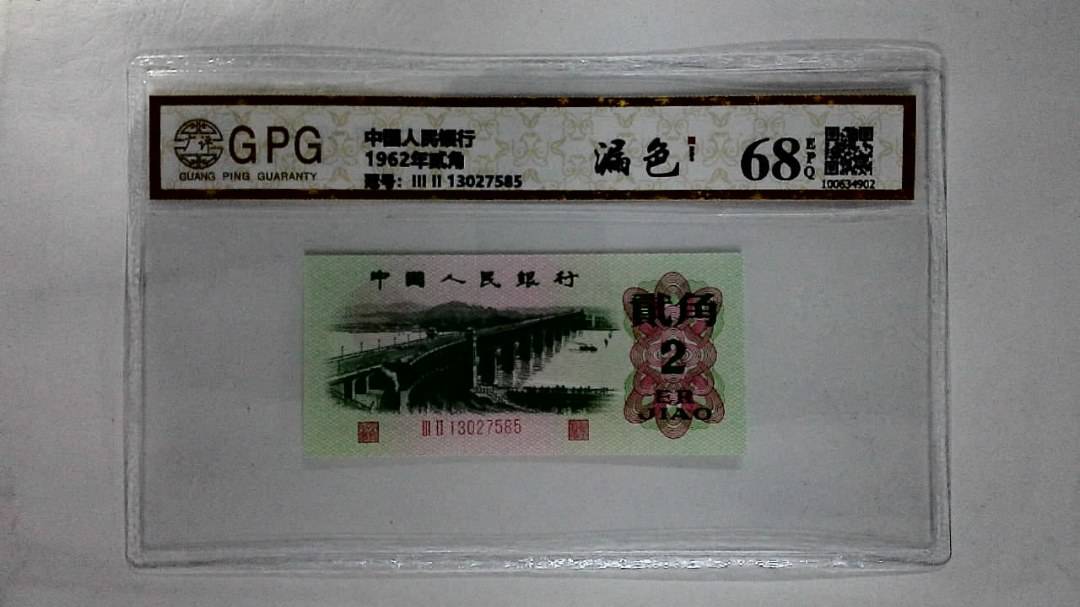 GPG
GUANG PING GUARANTY
中國人民銀行
1962年贰角
冠号：III II 13027585
漏色
68
EPQ
100634902
中國人民銀行
貳角
2
ER
JIAO
III II 13027585